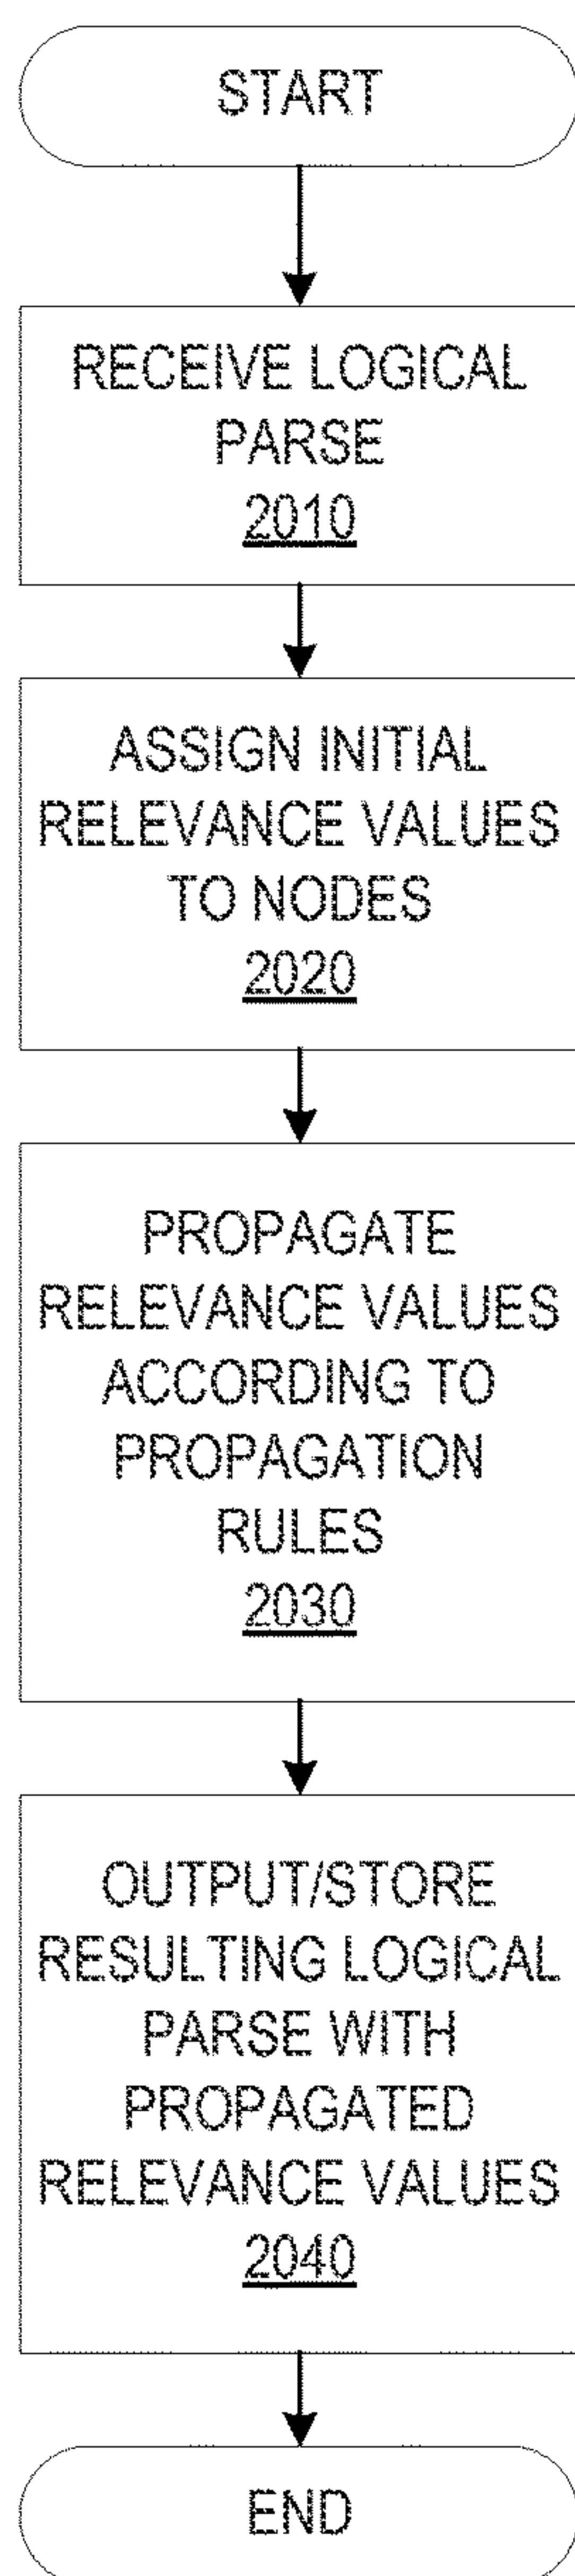 START
RECEIVE LOGICAL
PARSE
2010
ASSIGN INITIAL
RELEVANCE VALUES
TO NODES
2020
PROPAGATE
RELEVANCE VALUES
ACCORDING TO
PROPAGATION
RULES
2030
OUTPUT/STORE
RESULTING LOGICAL
PARSE WITH
PROPAGATED
RELEVANCE VALUES
2040
END